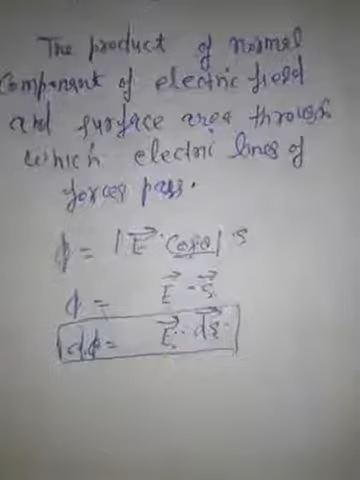 The product of normal
component of electric field
and surface area through
which electric lines of
forces pass.
ϕ = |E⃗ cosθ| s
ϕ = E⃗ · s⃗
dϕ = E⃗ · ds⃗